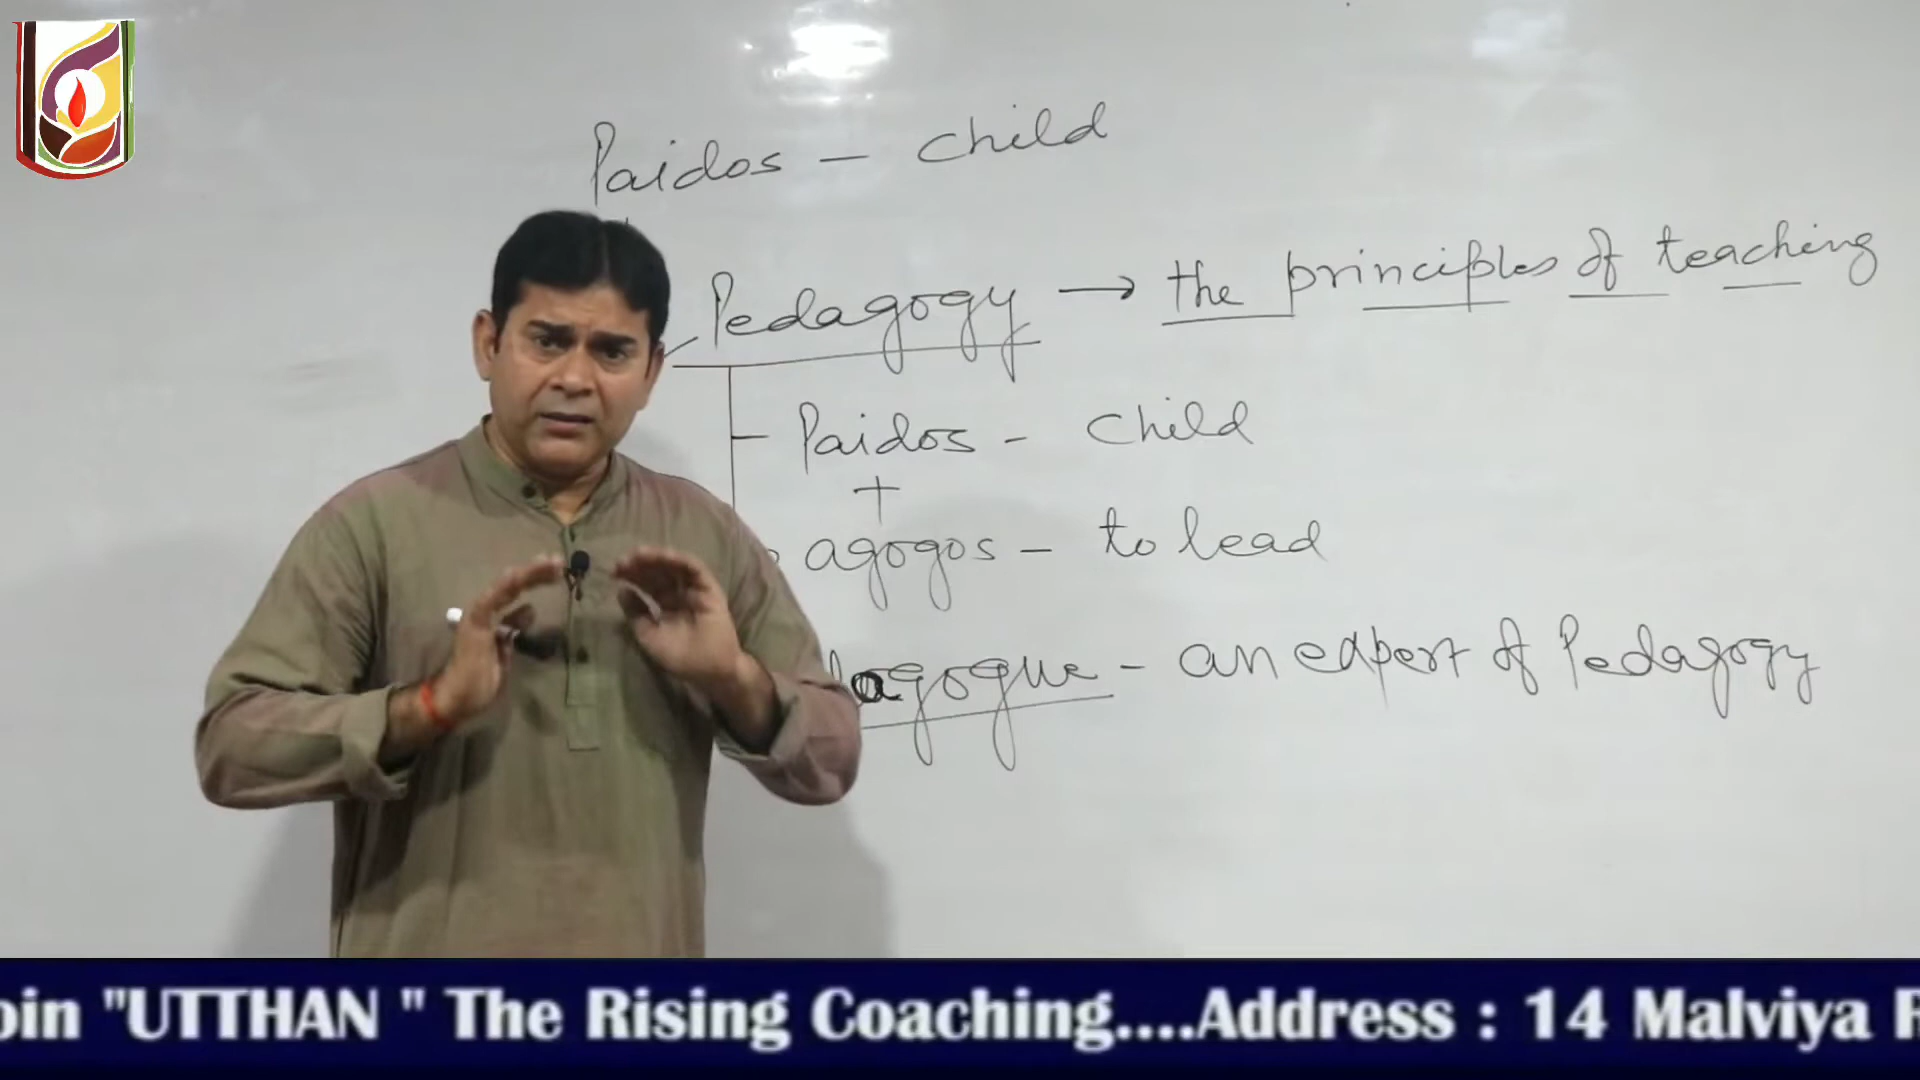 Paidos – child
Pedagogy → the principles of teaching
Paidos - child
+
agogos – to lead
agogue - an expert of Pedagogy
oin "UTTHAN " The Rising Coaching....Address : 14 Malviya R